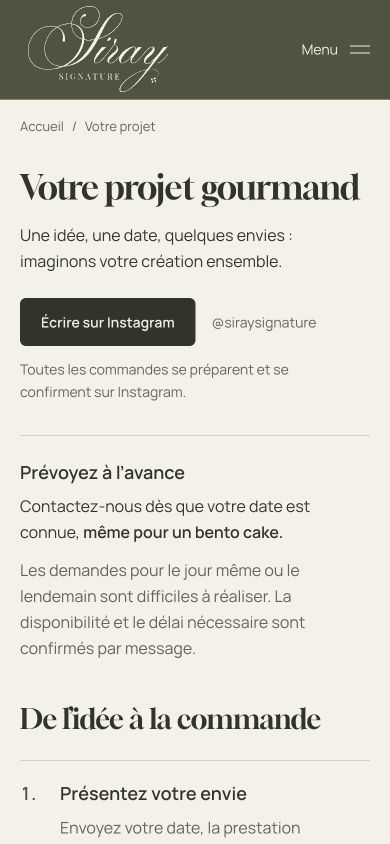 Siray
SIGNATURE
Menu
Accueil / Votre projet
Votre projet gourmand
Une idée, une date, quelques envies :
imaginons votre création ensemble.
Écrire sur Instagram
@siraysignature
Toutes les commandes se préparent et se
confirment sur Instagram.
Prévoyez à l’avance
Contactez-nous dès que votre date est
connue, même pour un bento cake.
Les demandes pour le jour même ou le
lendemain sont difficiles à réaliser. La
disponibilité et le délai nécessaire sont
confirmés par message.
De l’idée à la commande
1. Présentez votre envie
Envoyez votre date, la prestation